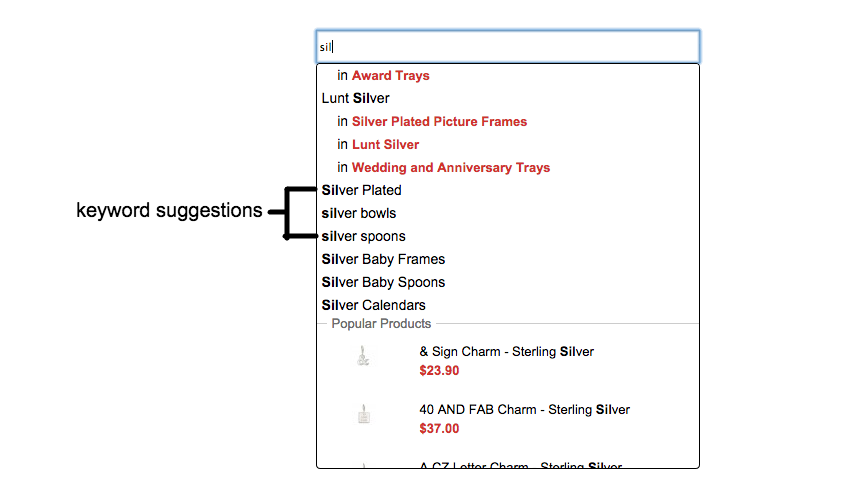 sil
in Award Trays
Lunt Silver
in Silver Plated Picture Frames
in Lunt Silver
in Wedding and Anniversary Trays
keyword suggestions
Silver Plated
silver bowls
silver spoons
Silver Baby Frames
Silver Baby Spoons
Silver Calendars
Popular Products
& Sign Charm - Sterling Silver
$23.90
40 AND FAB Charm - Sterling Silver
$37.00
A CZ Letter Charm - Sterling Silver